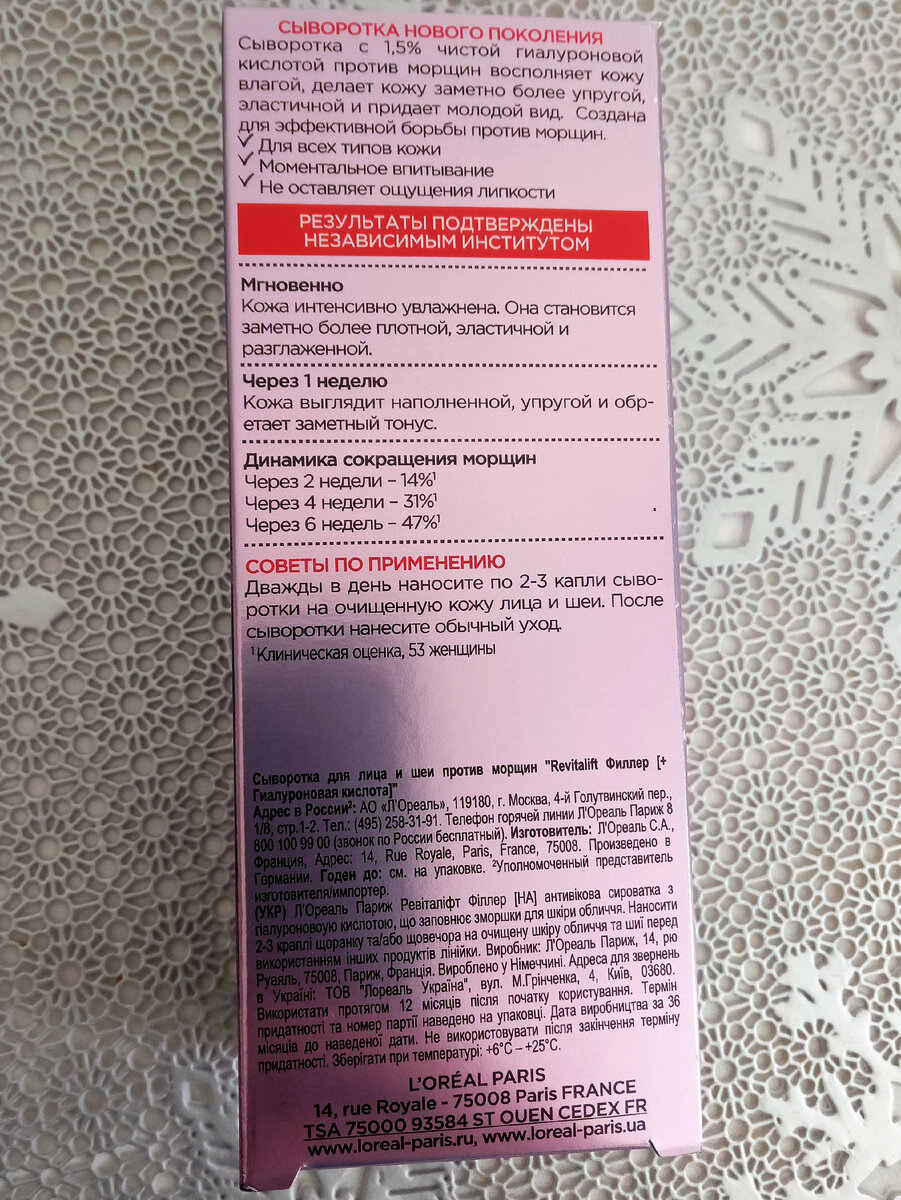 СЫВОРОТКА НОВОГО ПОКОЛЕНИЯ
Сыворотка с 1,5% чистой гиалуроновой
кислотой против морщин восполняет кожу
влагой, делает кожу заметно более упругой,
эластичной и придает молодой вид. Создана
для эффективной борьбы против морщин.
✓ Для всех типов кожи
✓ Моментальное впитывание
✓ Не оставляет ощущения липкости
РЕЗУЛЬТАТЫ ПОДТВЕРЖДЕНЫ
НЕЗАВИСИМЫМ ИНСТИТУТОМ
Мгновенно
Кожа интенсивно увлажнена. Она становится
заметно более плотной, эластичной и
разглаженной.
Через 1 неделю
Кожа выглядит наполненной, упругой и обр-
етает заметный тонус.
Динамика сокращения морщин
Через 2 недели – 14%¹
Через 4 недели – 31%¹
Через 6 недель – 47%¹
СОВЕТЫ ПО ПРИМЕНЕНИЮ
Дважды в день наносите по 2-3 капли сыво-
ротки на очищенную кожу лица и шеи. После
сыворотки нанесите обычный уход.
¹ Клиническая оценка, 53 женщины
Сыворотка для лица и шеи против морщин "Revitalift Филлер [+
Гиалуроновая кислота]"
Адрес в России²: АО «Л'Ореаль», 119180, г. Москва, 4-й Голутвинский пер.,
1/8, стр.1-2. Тел.: (495) 258-31-91. Телефон горячей линии Л'Ореаль Париж 8
800 100 99 00 (звонок по России бесплатный). Изготовитель: Л'Ореаль С.А.,
Франция, Адрес: 14, Rue Royale, Paris, France, 75008. Произведено в
Германии. Годен до: см. на упаковке. ²Уполномоченный представитель
изготовителя/импортер.
(УКР) Л'Ореаль Париж Ревіталіфт Філлер [НА] антивікова сироватка з
гіалуроновоую кислотою, що заповнює зморшки для шкіри обличчя. Наносити
2-3 краплі щоранку та/або щовечора на очищену шкіру обличчя та шиї перед
використанням інших продуктів лінійки. Виробник: Л'Ореаль Париж, 14, рю
Руаяль, 75008, Париж, Франція. Вироблено у Німеччині. Адреса для звернень
в Україні: ТОВ "Лореаль Україна", вул. М.Грінченка, 4, Київ, 03680.
Використати протягом 12 місяців після початку користування. Термін
придатності та номер партії наведено на упаковці. Дата виробництва за 36
місяців до наведеної дати. Не використовувати після закінчення терміну
придатності. Зберігати при температурі: +6°С – +25°С.
L'ORÉAL PARIS
14, rue Royale - 75008 Paris FRANCE
TSA 75000 93584 ST OUEN CEDEX FR
www.loreal-paris.ru, www.loreal-paris.ua